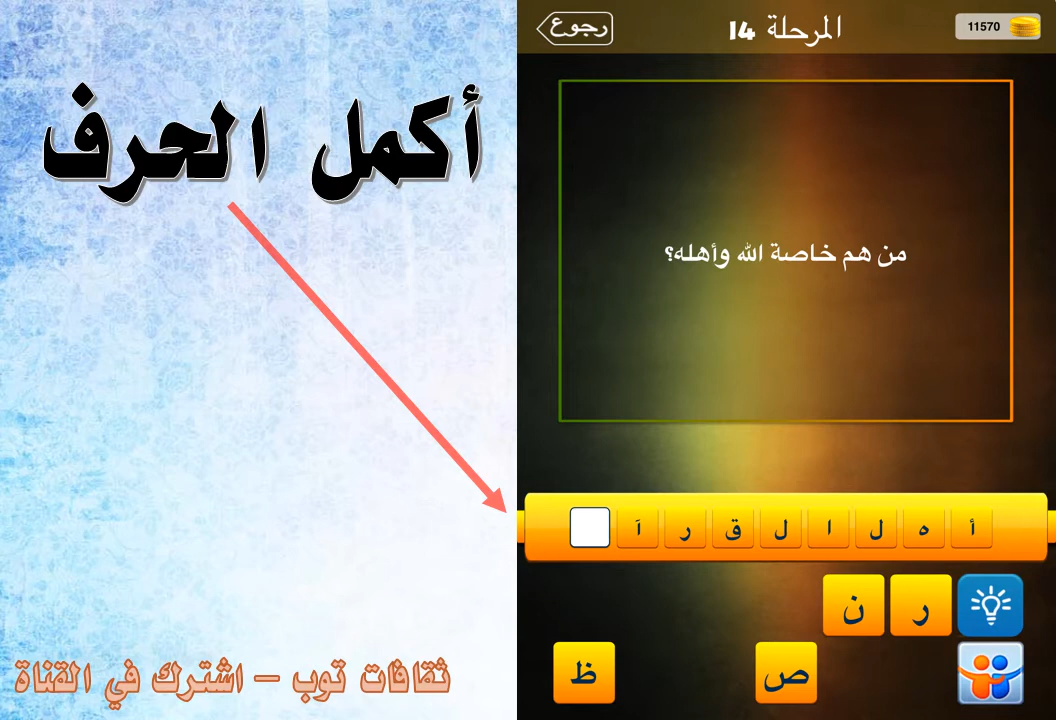 أكمل الحرف
ثقافات توب – اشترك في القناة
رجوع
المرحلة 14
11570
من هم خاصة الله وأهله؟
أ ه ل ا ل ق ر آ
ر ن
ص ظ